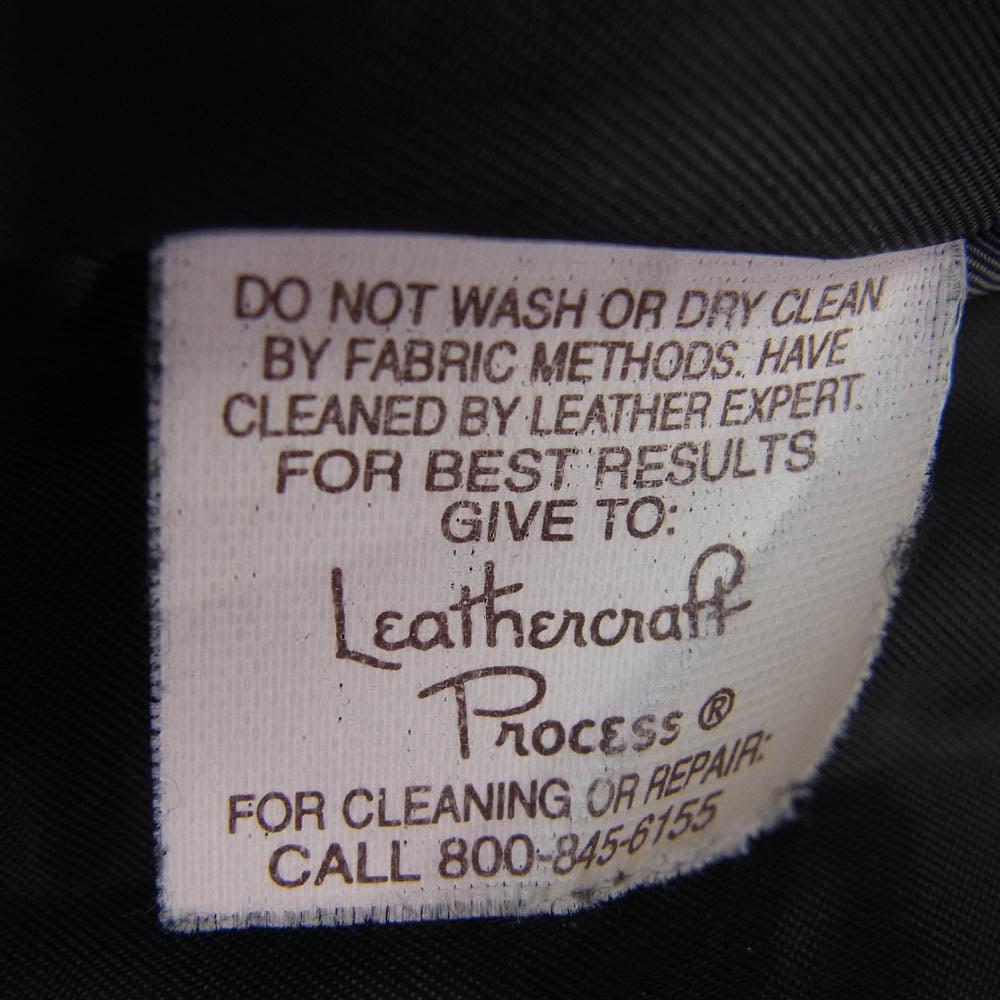 DO NOT WASH OR DRY CLEAN
BY FABRIC METHODS. HAVE
CLEANED BY LEATHER EXPERT.
FOR BEST RESULTS
GIVE TO:
Leathercraft
Process ®
FOR CLEANING OR REPAIR:
CALL 800-845-6155